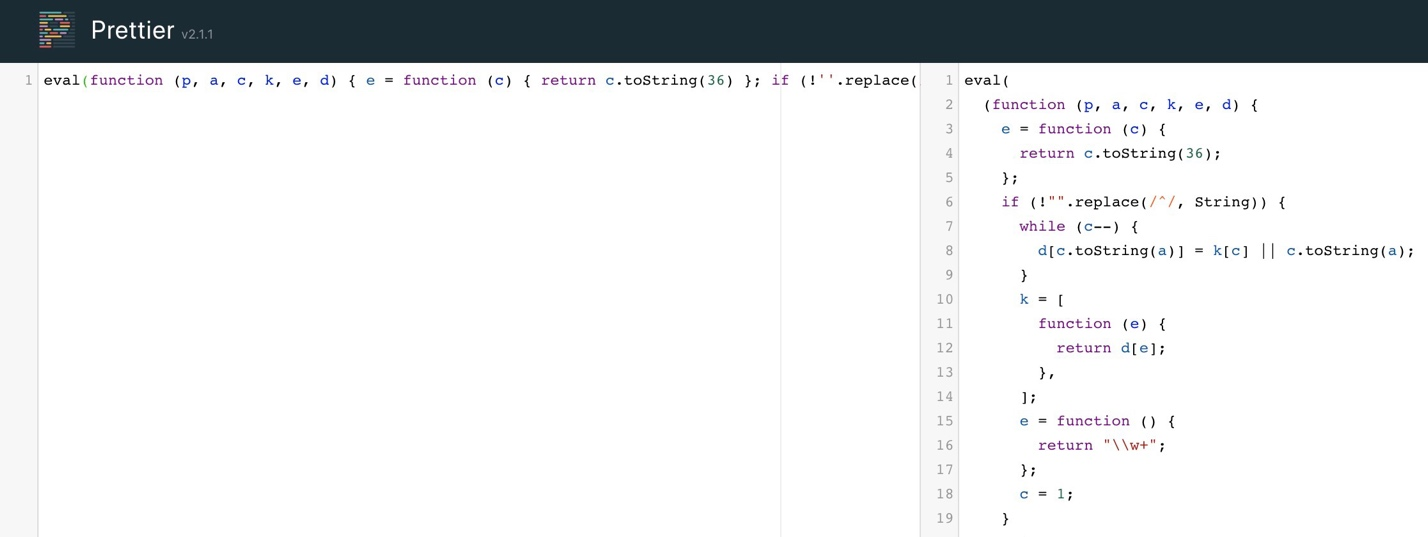 Prettier v2.1.1
1 eval(function (p, a, c, k, e, d) { e = function (c) { return c.toString(36) }; if (!''.replace(
1 eval(
2 (function (p, a, c, k, e, d) {
3 e = function (c) {
4 return c.toString(36);
5 };
6 if (!"".replace(/^/, String)) {
7 while (c--) {
8 d[c.toString(a)] = k[c] || c.toString(a);
9 }
10 k = [
11 function (e) {
12 return d[e];
13 },
14 ];
15 e = function () {
16 return "\\w+";
17 };
18 c = 1;
19 }